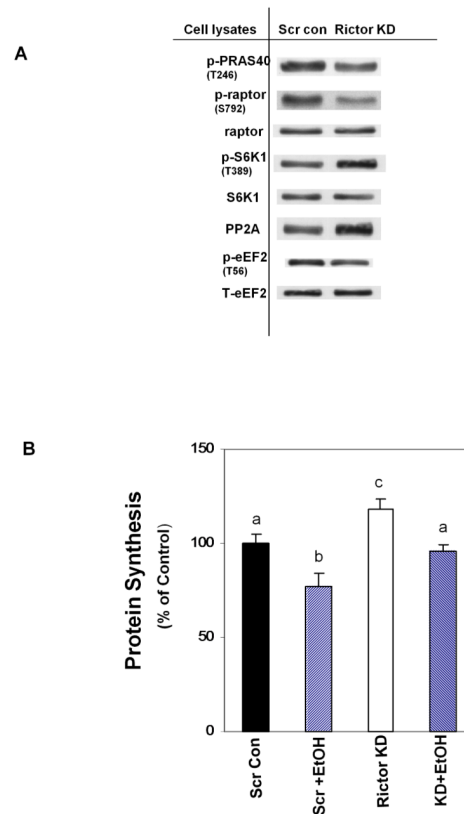 A
Cell lysates Scr con Rictor KD
p-PRAS40
(T246)
p-raptor
(S792)
raptor
p-S6K1
(T389)
S6K1
PP2A
p-eEF2
(T56)
T-eEF2
B
Protein Synthesis
(% of Control)
150
100
50
0
a
b
c
a
Scr Con
Scr +EtOH
Rictor KD
KD+EtOH